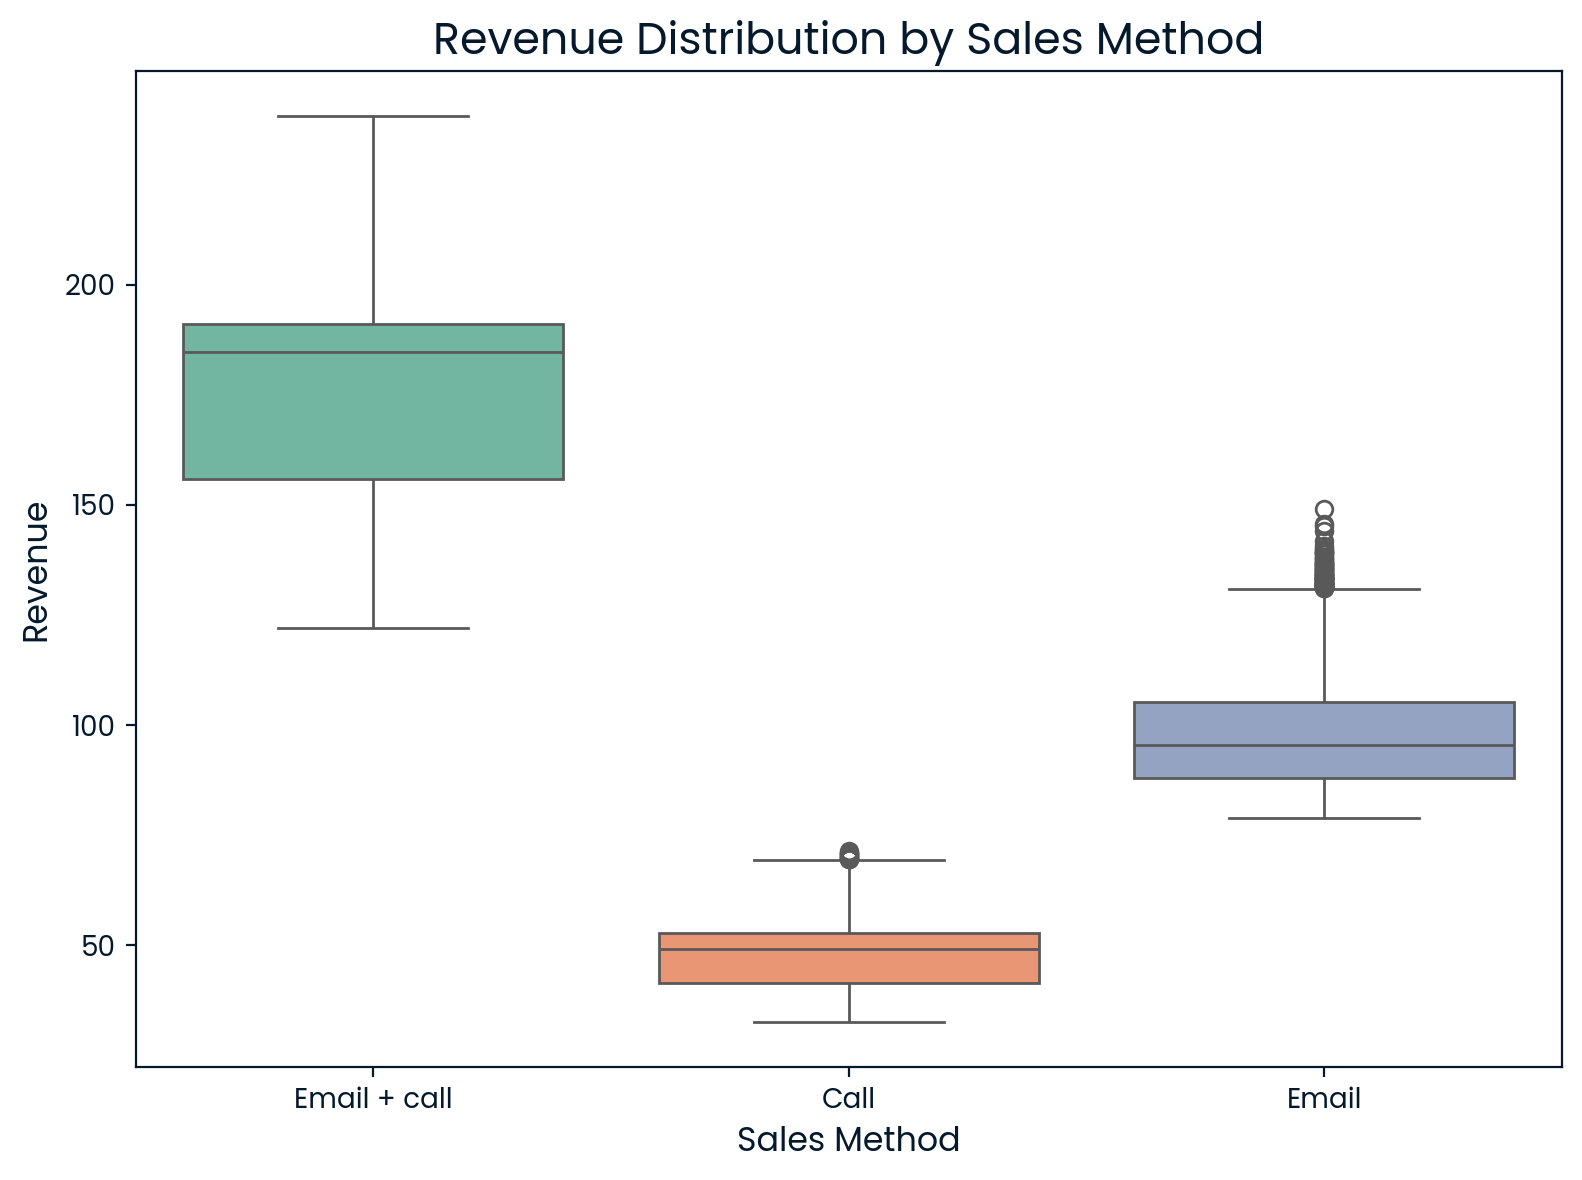 Revenue Distribution by Sales Method
Revenue
200
150
100
50
Email + call
Call
Email
Sales Method